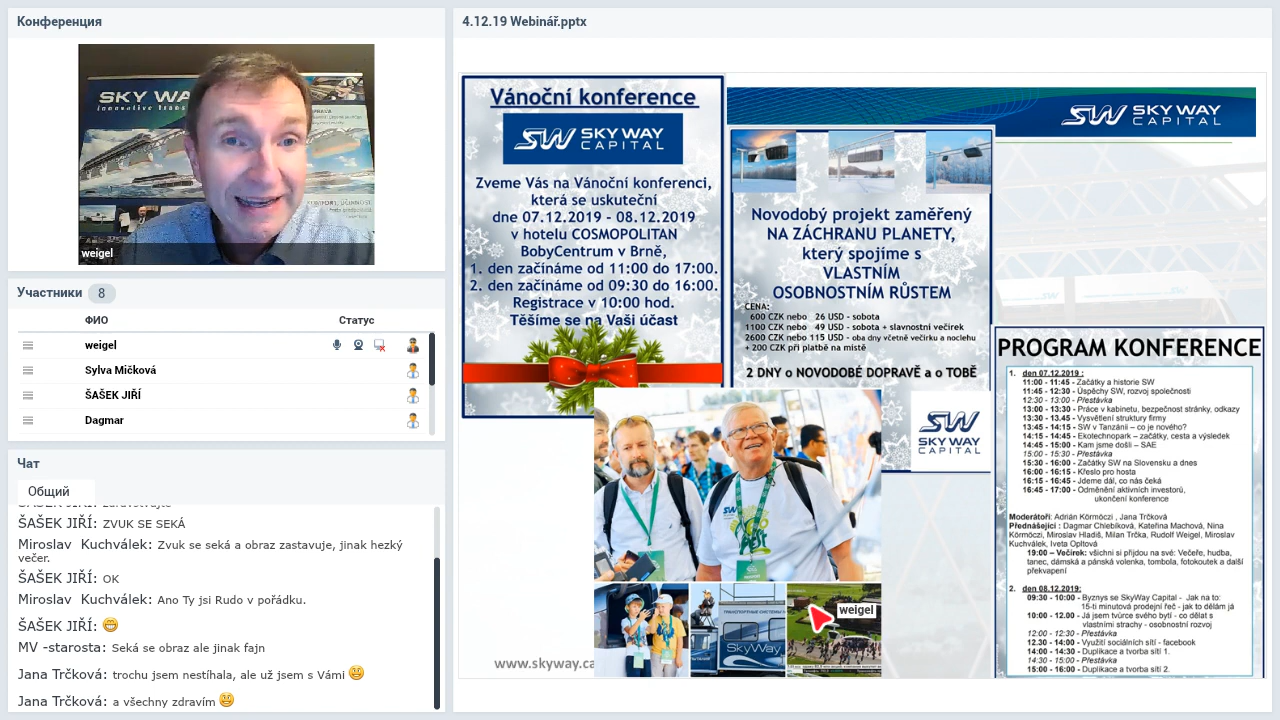 Конференция
SKY WAY
weigel
Участники 8
ФИО Статус
weigel
Sylva Mičková
ŠAŠEK JIŘÍ
Dagmar
Чат
Общий
ŠAŠEK JIŘÍ: ZVUK SE SEKÁ
Miroslav Kuchválek: Zvuk se seká a obraz zastavuje, jinak hezký
večer.
ŠAŠEK JIŘÍ: OK
Miroslav Kuchválek: Ano Ty jsi Rudo v pořádku.
ŠAŠEK JIŘÍ:
MV -starosta: Seká se obraz ale jinak fajn
Jana Trčková: nestíhala, ale už jsem s Vámi
Jana Trčková: a všechny zdravím
4.12.19 Webinář.pptx
Vánoční konference
SW SKY WAY
CAPITAL
Zveme Vás na Vánoční konferenci,
která se uskuteční
dne 07.12.2019 - 08.12.2019
v hotelu COSMOPOLITAN
BobyCentrum v Brně,
1. den začínáme od 11:00 do 17:00.
2. den začínáme od 09:30 do 16:00.
Registrace v 10:00 hod.
Těšíme se na Vaši účast
www.skyway.ca
SW SKY WAY
CAPITAL
Novodobý projekt zaměřený
NA ZÁCHRANU PLANETY,
který spojíme s
VLASTNÍM
OSOBNOSTNÍM RŮSTEM
CENA:
600 CZK nebo 26 USD - sobota
1100 CZK nebo 49 USD - sobota + slavnostní večírek
2600 CZK nebo 115 USD - oba dny včetně večírku a noclehu
+ 200 CZK při platbě na místě
2 DNY o NOVODOBÉ DOPRAVĚ a o TOBĚ
SW
SKY WAY
CAPITAL
SkyWay
weigel
PROGRAM KONFERENCE
1. den 07.12.2019 :
11:00 - 11:45 - Začátky a historie SW
11:45 - 12:30 - Úspěchy SW, rozvoj společnosti
12:30 - 13:00 - Přestávka
13:00 - 13:30 - Práce v kabinetu, bezpečnost stránky, odkazy
13:30 - 13:45 - Vysvětlení struktury firmy
13:45 - 14:15 - SW v Tanzánii – co je nového?
14:15 - 14:45 - Ekotechnopark – začátky, cesta a výsledek
14:45 - 15:00 - Kam jsme došli – SAE
15:00 - 15:30 - Přestávka
15:30 - 16:00 - Začátky SW na Slovensku a dnes
16:00 - 16:15 - Křeslo pro hosta
16:15 - 16:45 - Jdeme dál, co nás čeká
16:45 - 17:00 - Odměnění aktivních investorů,
ukončení konference
Moderátoři: Adrián Körmöczi , Jana Trčková
Přednášející : Dagmar Chlebíková, Kateřina Machová, Nina
Körmöczi, Miroslav Hladiš, Milan Trčka, Rudolf Weigel, Miroslav
Kuchválek, Iveta Opltová
19:00 – Večírek: všichni si přijdou na své: Večeře, hudba,
tanec, dámská a pánská volenka, tombola, fotokoutek a další
překvapení
2. den 08.12.2019:
09:30 - 10:00 - Byznys se SkyWay Capital - Jak na to:
15-ti minutová prodejní řeč - jak to dělám já
10:00 - 12.00 - Já jsem tvůrce svého bytí - co dělat s
vlastními strachy - osobnostní rozvoj
12:00 - 12:30 - Přestávka
12:30 - 14:00 - Využití sociálních sítí - facebook
14:00 - 14:30 - Duplikace a tvorba sítí 1.
14:30 - 15:00 - Přestávka
15:00 - 16:00 - Duplikace a tvorba sítí 2.